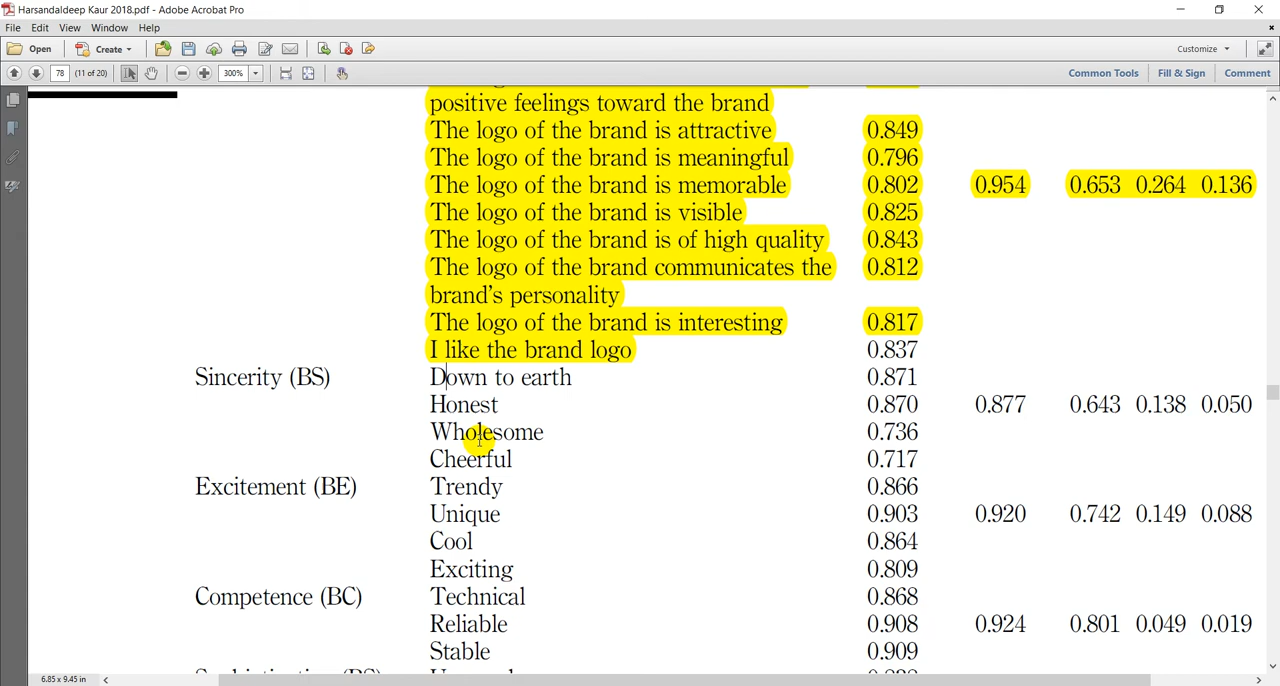 Harsandaldeep Kaur 2018.pdf - Adobe Acrobat Pro
File Edit View Window Help
Open Create Customize
78 (11 of 20) 300% Common Tools Fill & Sign Comment
positive feelings toward the brand
The logo of the brand is attractive 0.849
The logo of the brand is meaningful 0.796
The logo of the brand is memorable 0.802 0.954 0.653 0.264 0.136
The logo of the brand is visible 0.825
The logo of the brand is of high quality 0.843
The logo of the brand communicates the 0.812
brand's personality
The logo of the brand is interesting 0.817
I like the brand logo 0.837
Sincerity (BS) Down to earth 0.871
Honest 0.870 0.877 0.643 0.138 0.050
Wholesome 0.736
Cheerful 0.717
Excitement (BE) Trendy 0.866
Unique 0.903 0.920 0.742 0.149 0.088
Cool 0.864
Exciting 0.809
Competence (BC) Technical 0.868
Reliable 0.908 0.924 0.801 0.049 0.019
Stable 0.909
6.85 x 9.45 in